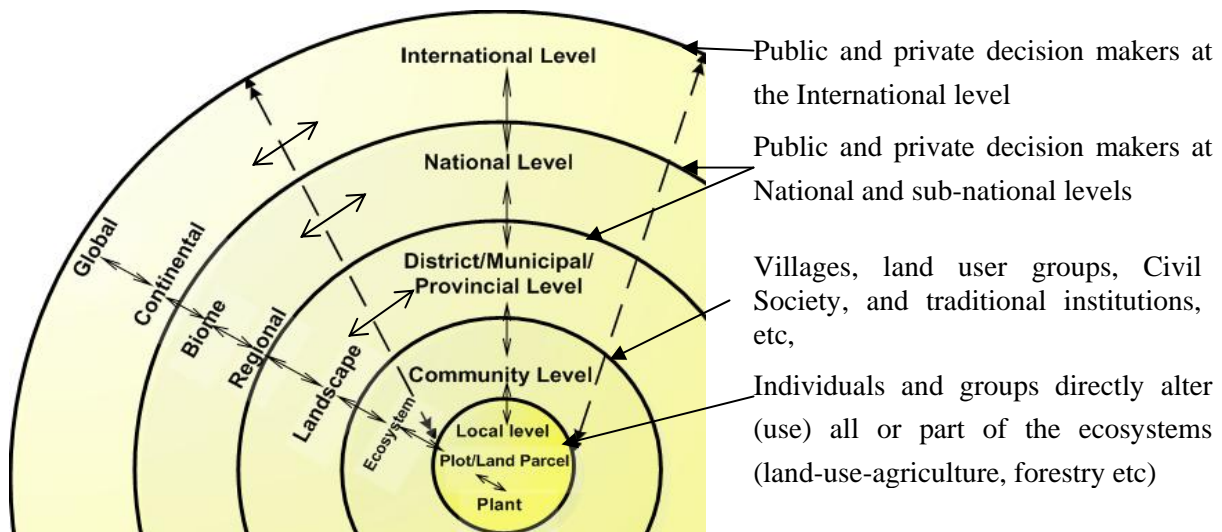 International Level
National Level
District/Municipal/
Provincial Level
Community Level
Local level
Plot/Land Parcel
Plant
Global
Continental
Biome
Regional
Landscape
Ecosystem
Public and private decision makers at
the International level
Public and private decision makers at
National and sub-national levels
Villages, land user groups, Civil
Society, and traditional institutions,
etc,
Individuals and groups directly alter
(use) all or part of the ecosystems
(land-use-agriculture, forestry etc)